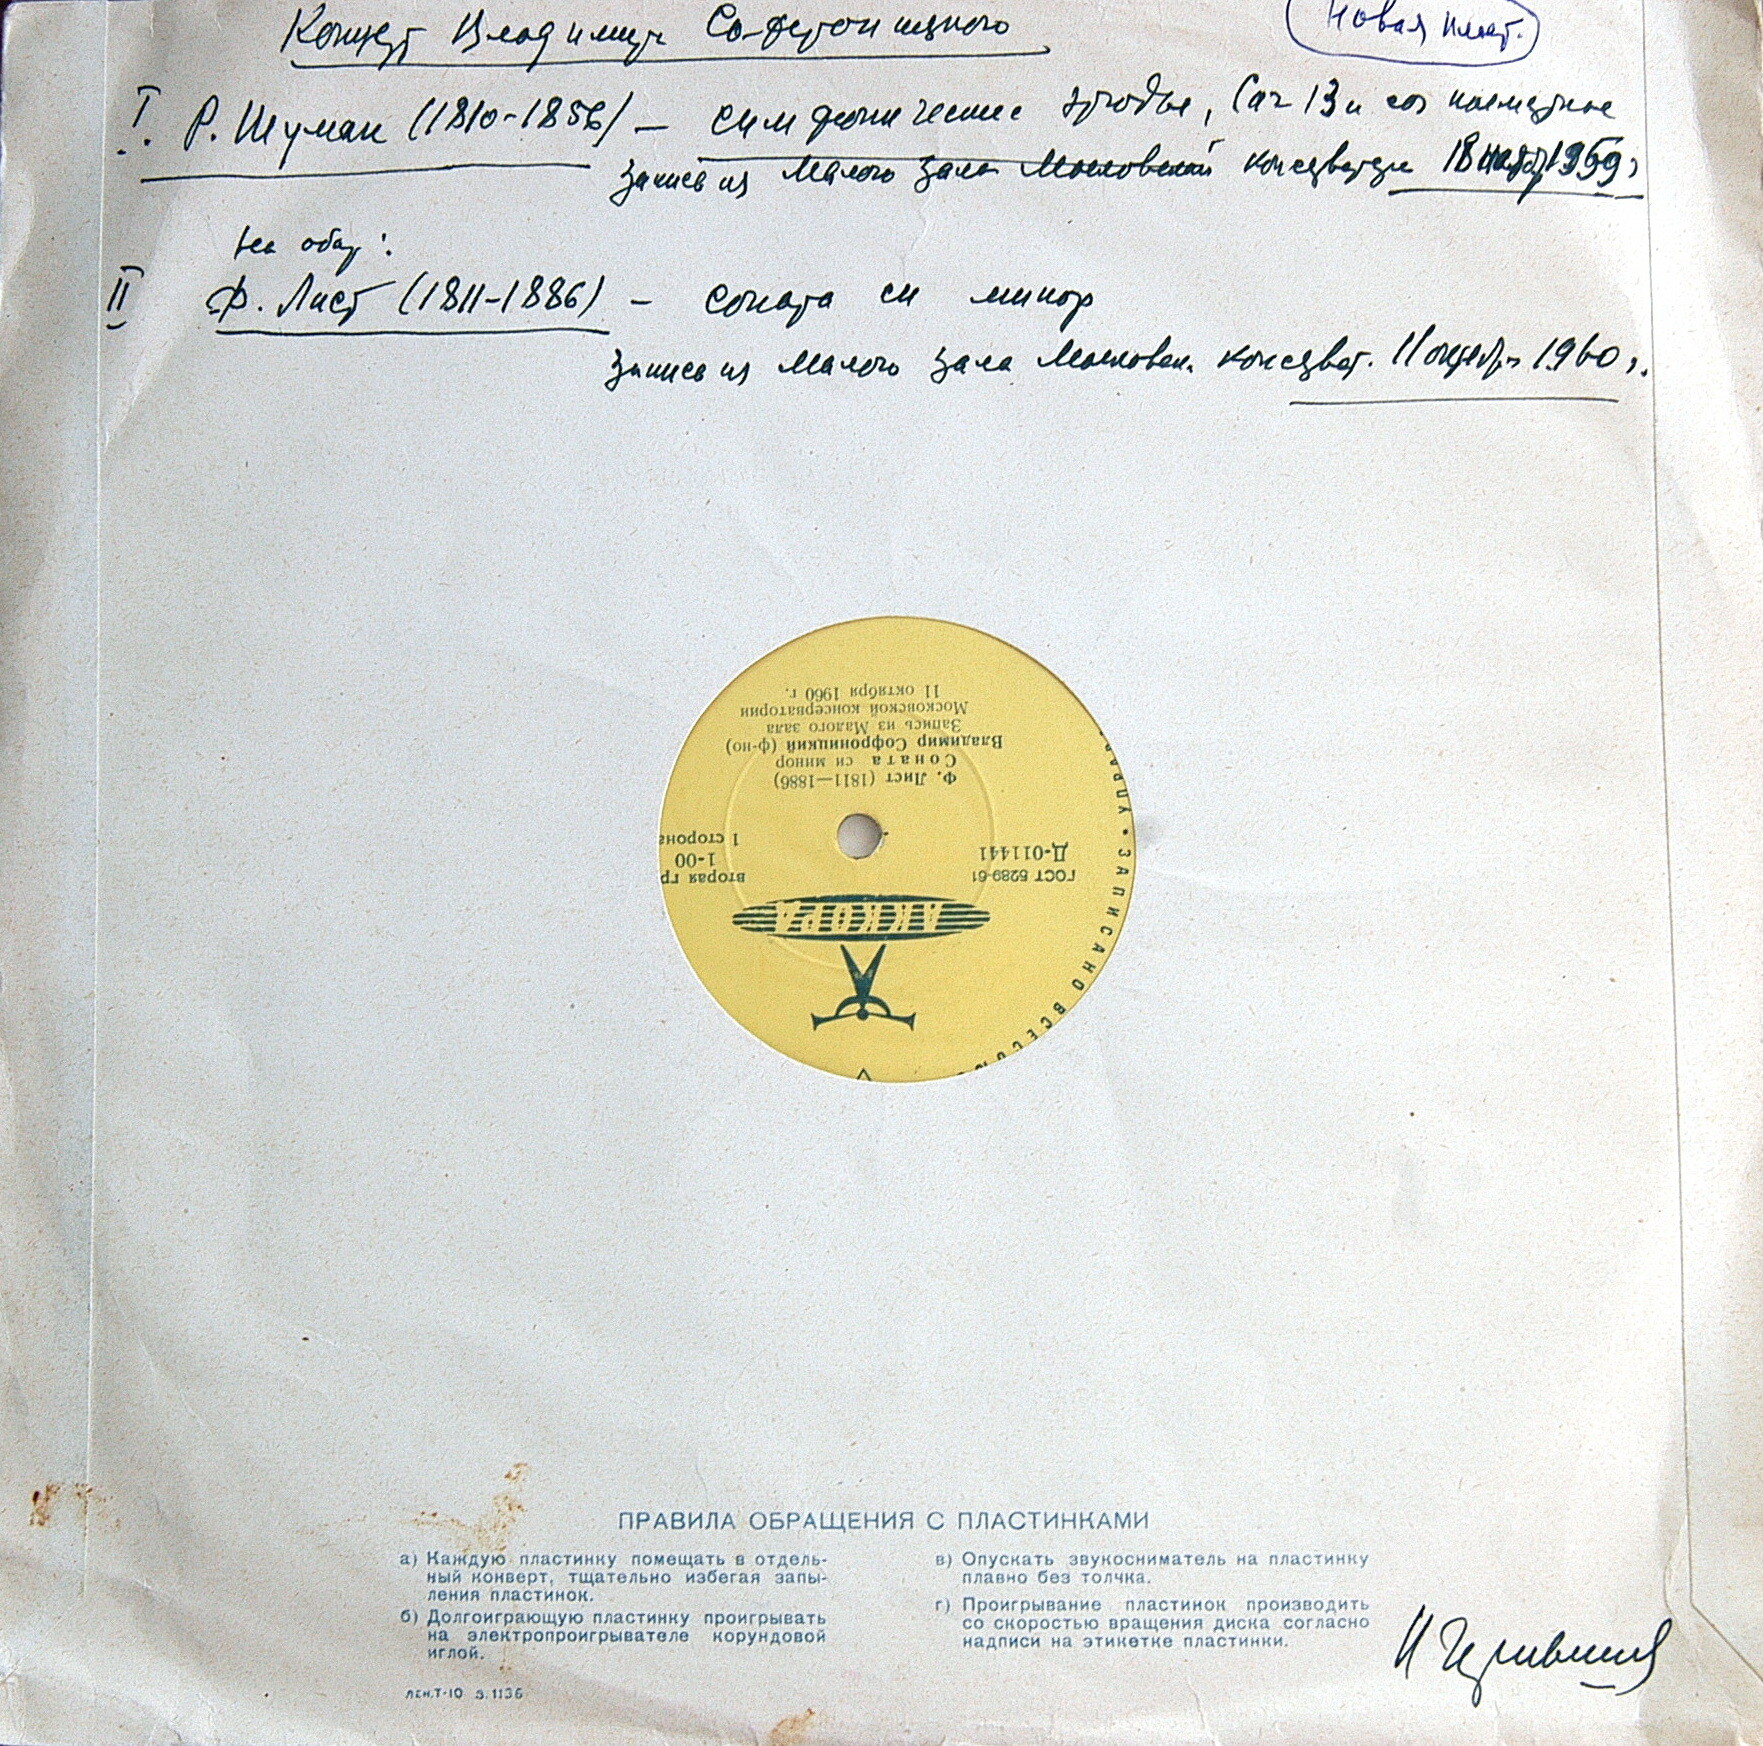 Концерт Владимира Софроницкого
Новая пласт.
I. Р. Шуман (1810-1856) — симфонические этюды, Соч 13 и соч посмертное
Запись из Малого Зала Московской консерватории 18 1959г
На обор:
II Ф. Лист (1811-1886) — соната си минор
Запись из Малого Зала Московск. консерват. 11 октября 1960 г.
11 октября 1960 г.
Московской консерватории
Запись из Малого зала
Владимир Софроницкий (ф-но)
Соната си минор
Ф. Лист (1811—1886)
1 сторона
1-00
вторая гр
Д-011441
ГОСТ 5289-61
АККОРД
• ЗАПИСАНО ВСЕСОЮ
ПРАВИЛА ОБРАЩЕНИЯ С ПЛАСТИНКАМИ
а) Каждую пластинку помещать в отдель-
ный конверт, тщательно избегая запы-
ления пластинок.
б) Долгоиграющую пластинку проигрывать
на электропроигрывателе корундовой
иглой.
в) Опускать звукосниматель на пластинку
плавно без толчка.
г) Проигрывание пластинок производить
со скоростью вращения диска согласно
надписи на этикетке пластинки.
лен.Т-10 З.1136